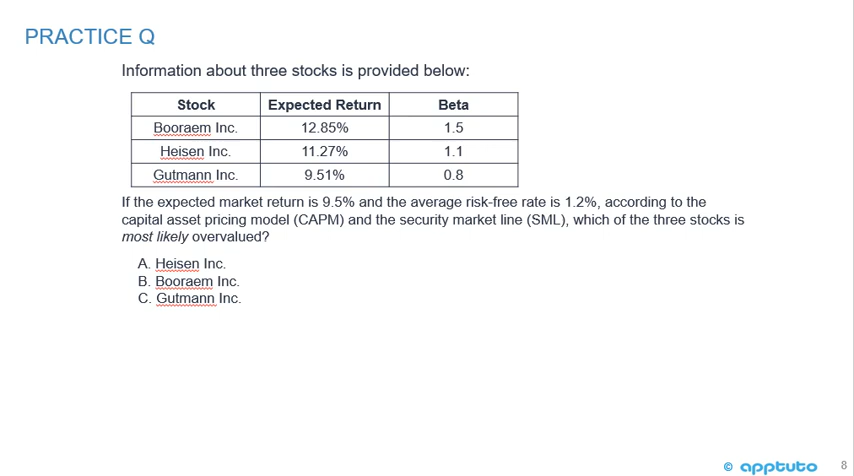 PRACTICE Q
Information about three stocks is provided below:
Stock Expected Return Beta
Booraem Inc. 12.85% 1.5
Heisen Inc. 11.27% 1.1
Gutmann Inc. 9.51% 0.8
If the expected market return is 9.5% and the average risk-free rate is 1.2%, according to the
capital asset pricing model (CAPM) and the security market line (SML), which of the three stocks is
most likely overvalued?
A. Heisen Inc.
B. Booraem Inc.
C. Gutmann Inc.
© apptuto 8